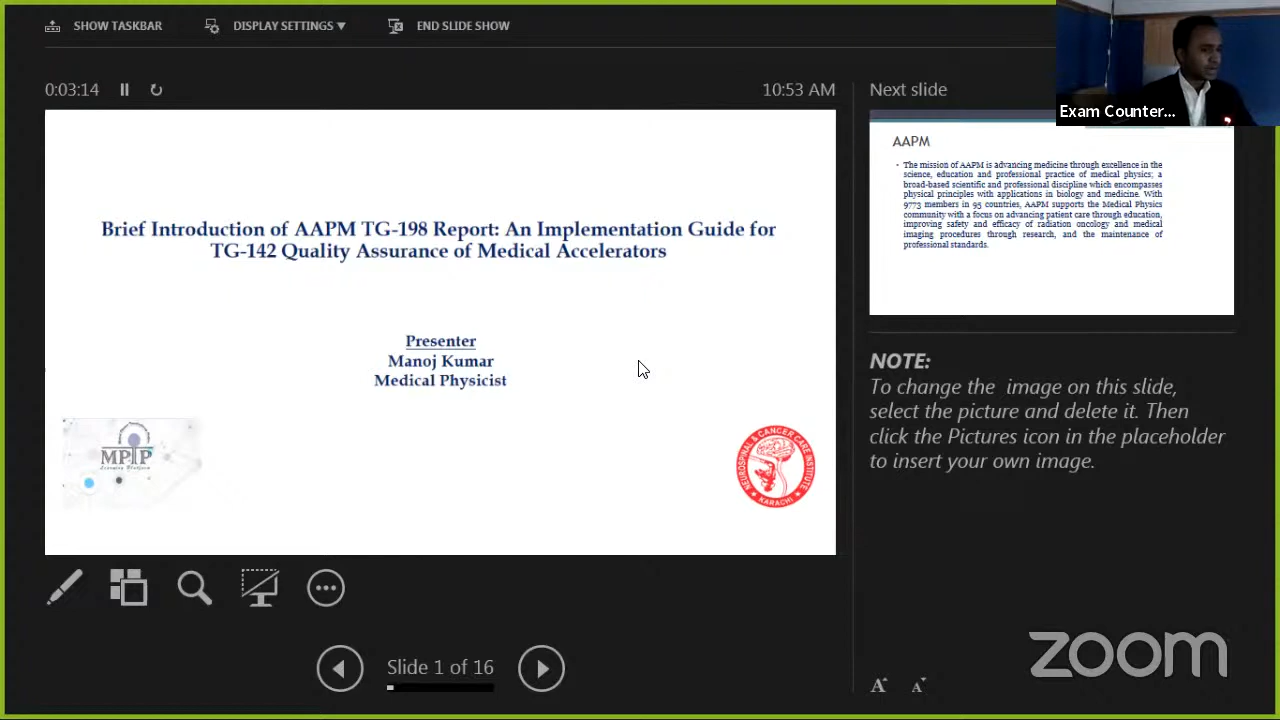 SHOW TASKBAR
DISPLAY SETTINGS
END SLIDE SHOW
Exam Counter...
0:03:14
10:53 AM
Next slide
Brief Introduction of AAPM TG-198 Report: An Implementation Guide for
TG-142 Quality Assurance of Medical Accelerators
Presenter
Manoj Kumar
Medical Physicist
MPTP
Learning Platform
NEUROSPINAL & CANCER CARE INSTITUTE
KARACHI
AAPM
The mission of AAPM is advancing medicine through excellence in the
science, education and professional practice of medical physics; a
broad-based scientific and professional discipline which encompasses
physical principles with applications in biology and medicine. With
9773 members in 95 countries, AAPM supports the Medical Physics
community with a focus on advancing patient care through education,
improving safety and efficacy of radiation oncology and medical
imaging procedures through research, and the maintenance of
professional standards.
NOTE:
To change the image on this slide,
select the picture and delete it. Then
click the Pictures icon in the placeholder
to insert your own image.
Slide 1 of 16
A A
zoom